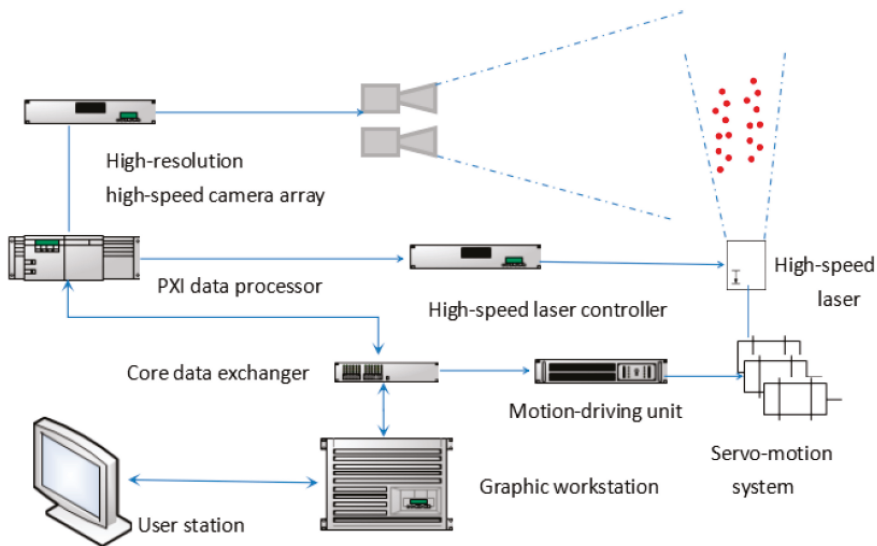 High-resolution
high-speed camera array
PXI data processor
High-speed laser controller
High-speed
laser
Core data exchanger
Motion-driving unit
Servo-motion
system
Graphic workstation
User station